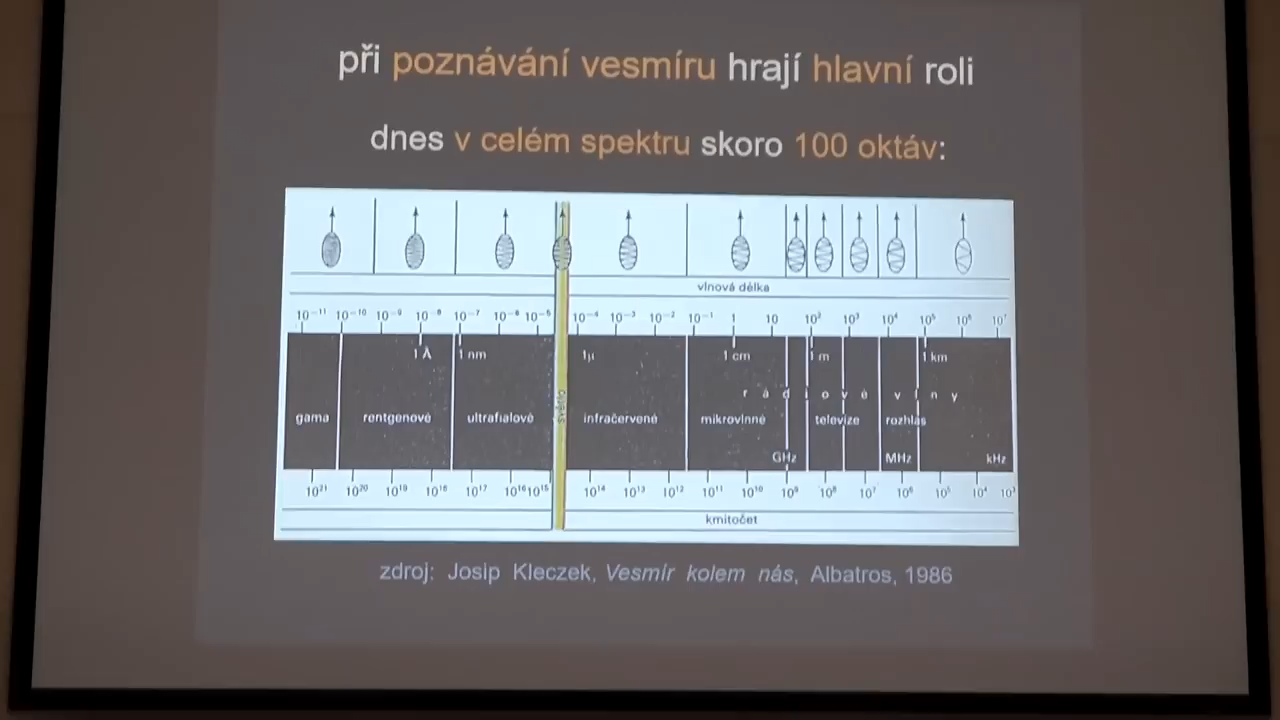 při poznávání vesmíru hrají hlavní roli
dnes v celém spektru skoro 100 oktáv:
vlnová délka
10⁻¹¹ 10⁻¹⁰ 10⁻⁹ 10⁻⁸ 10⁻⁷ 10⁻⁶ 10⁻⁵ 10⁻⁴ 10⁻³ 10⁻² 10⁻¹ 1 10 10² 10³ 10⁴ 10⁵ 10⁶ 10⁷
1 Å 1 nm 1μ 1 cm 1 m 1 km
rádiové vlny
gama rentgenové ultrafialové světlo infračervené mikrovlnné televize rozhlas
GHz MHz kHz
10²¹ 10²⁰ 10¹⁹ 10¹⁸ 10¹⁷ 10¹⁶ 10¹⁵ 10¹⁴ 10¹³ 10¹² 10¹¹ 10¹⁰ 10⁹ 10⁸ 10⁷ 10⁶ 10⁵ 10⁴ 10³
kmitočet
zdroj: Josip Kleczek, Vesmír kolem nás, Albatros, 1986